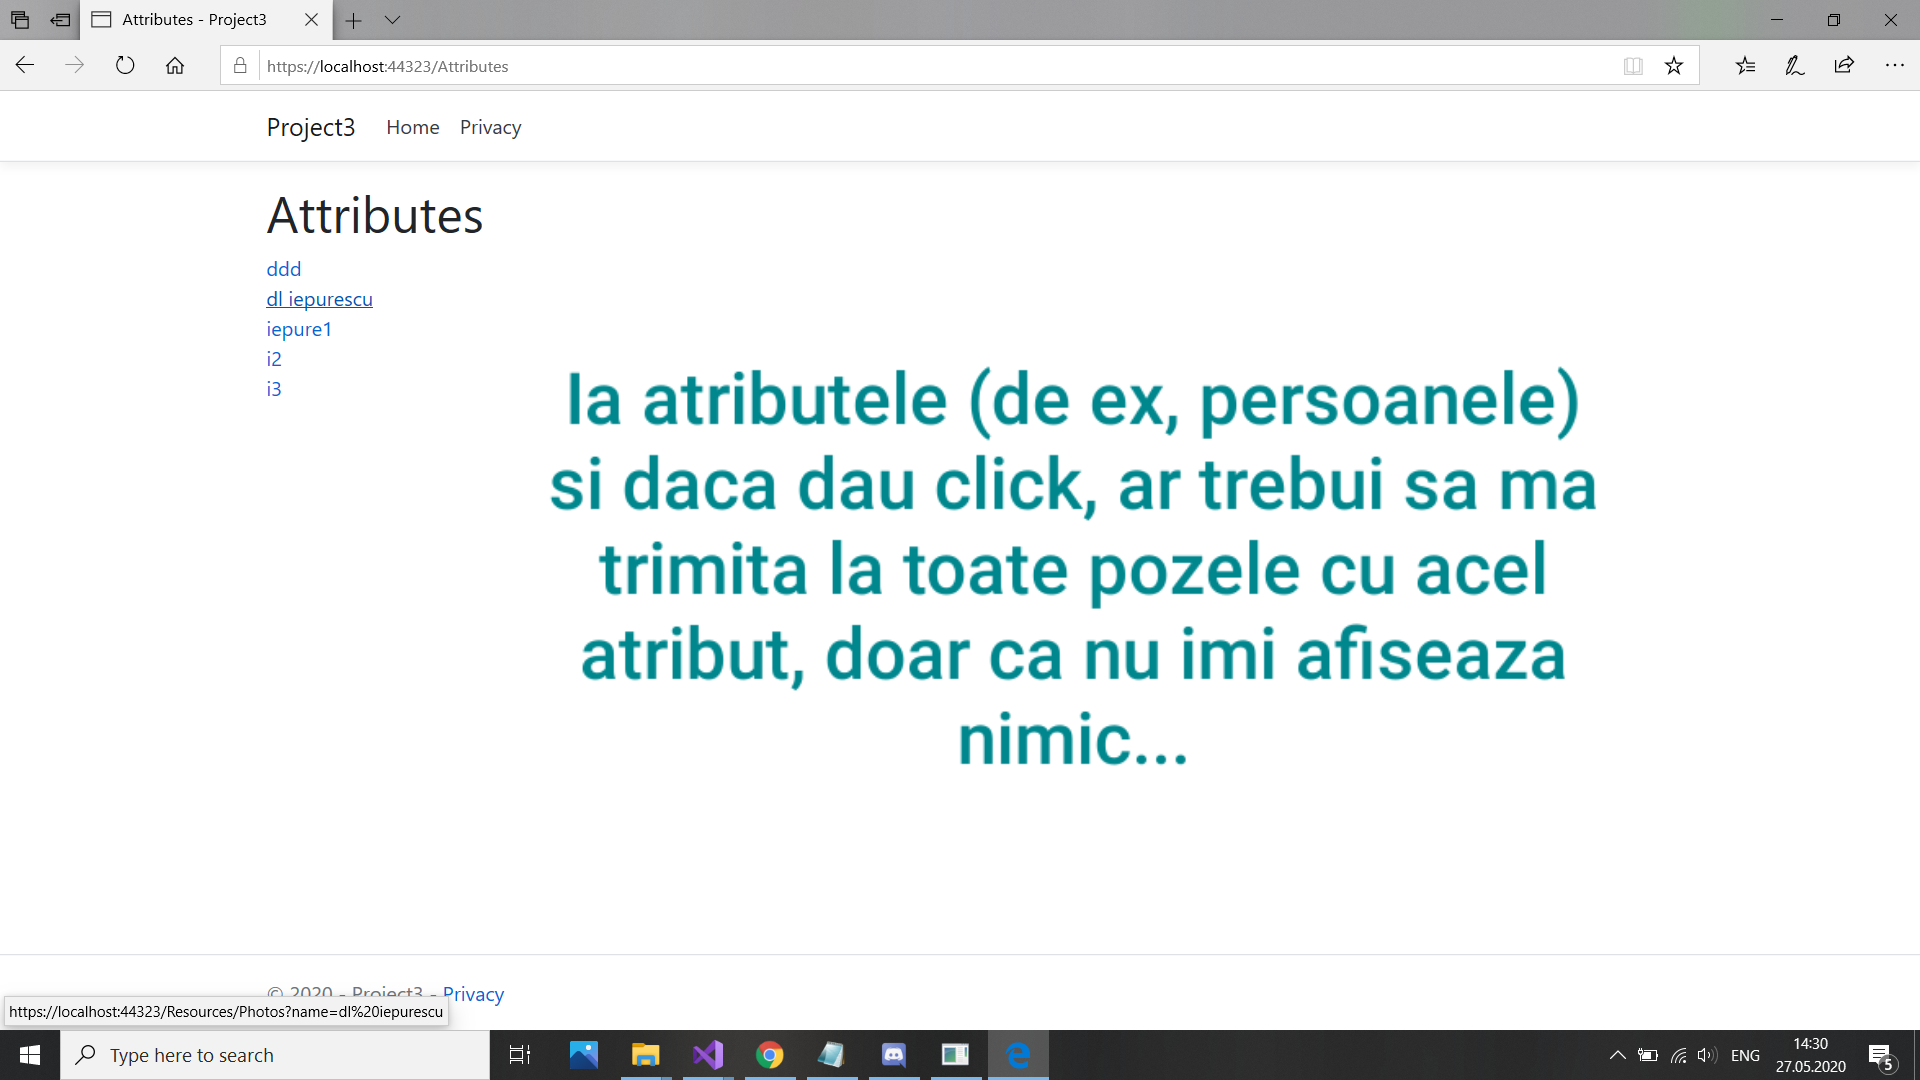 Attributes - Project3
https://localhost:44323/Attributes
Project3 Home Privacy
Attributes
ddd
dl iepurescu
iepure1
i2
i3
Ia atributele (de ex, persoanele)
si daca dau click, ar trebui sa ma
trimita la toate pozele cu acel
atribut, doar ca nu imi afiseaza
nimic...
© 2020 - Project3 - Privacy
https://localhost:44323/Resources/Photos?name=dl%20iepurescu
Type here to search
ENG
14:30
27.05.2020
5